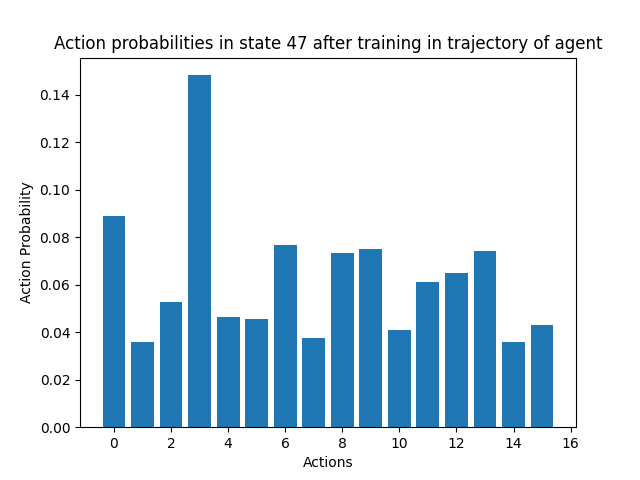 Action probabilities in state 47 after training in trajectory of agent
0.14
0.12
0.10
0.08
0.06
0.04
0.02
0.00
Action Probability
0 2 4 6 8 10 12 14 16
Actions